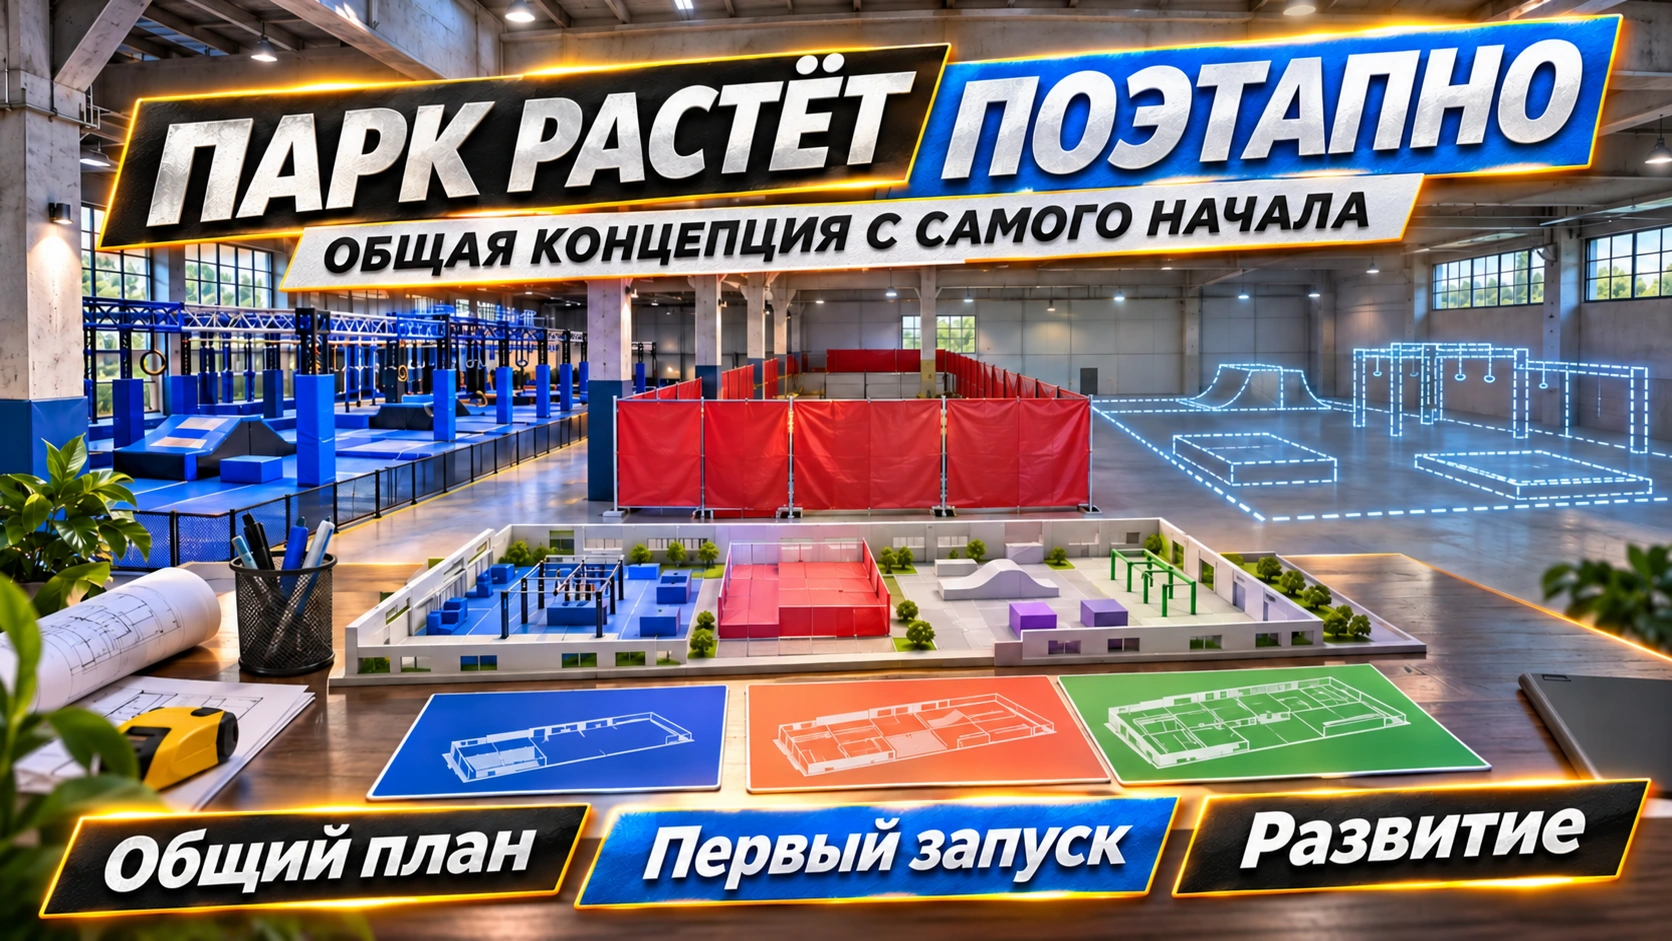 ПАРК РАСТЁТ ПОЭТАПНО
ОБЩАЯ КОНЦЕПЦИЯ С САМОГО НАЧАЛА
Общий план
Первый запуск
Развитие